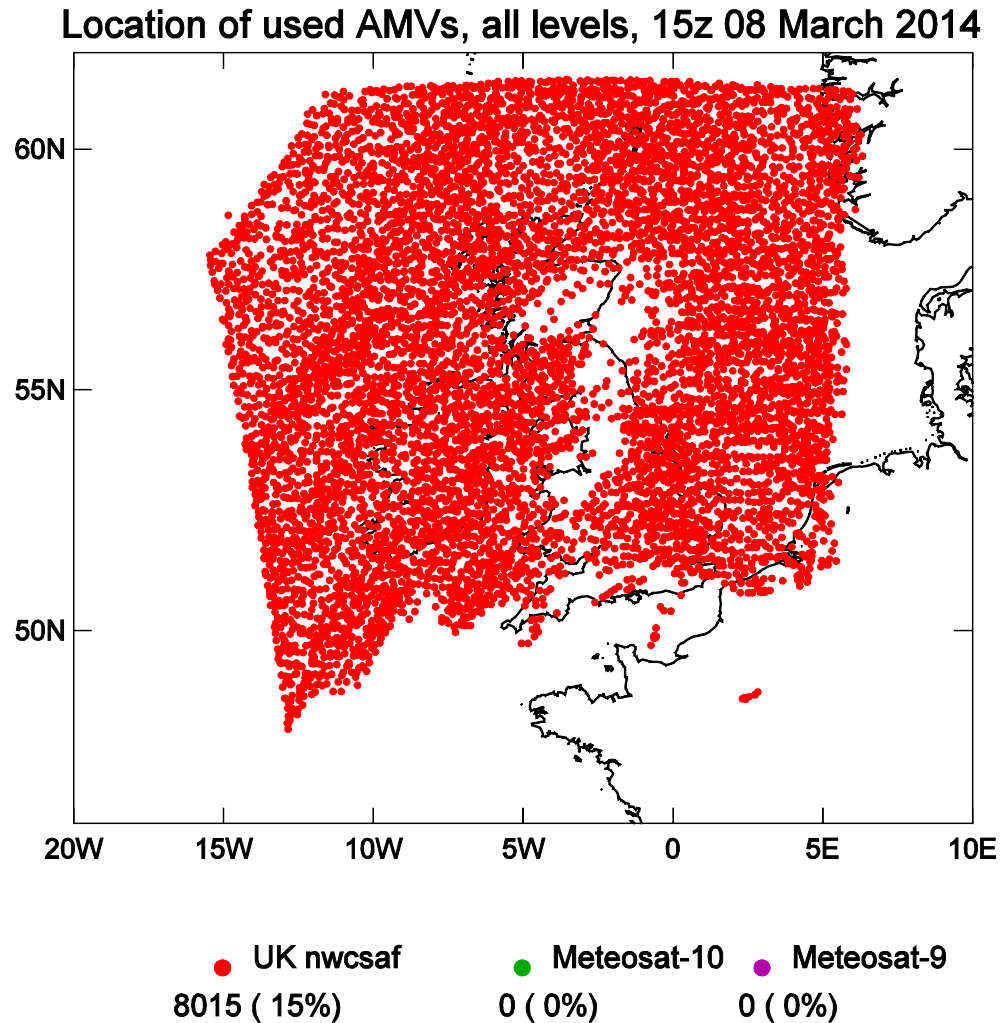 Location of used AMVs, all levels, 15z 08 March 2014
60N
55N
50N
20W 15W 10W 5W 0 5E 10E
UK nwcsaf Meteosat-10 Meteosat-9
8015 ( 15%) 0 ( 0%) 0 ( 0%)